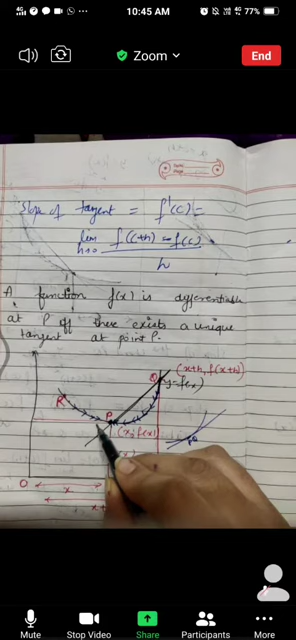 10:45 AM
77%
Zoom
End
Slope of tangent = f'(c) =
lim f(c+h) - f(c)
h→0 h
A function f(x) is differentiable
at P iff there exists a unique
tangent at point P.
(x+h, f(x+h))
Q y=f(x)
R P
(x, f(x))
PQ
O x
x+
Mute
Stop Video
Share
Participants
More